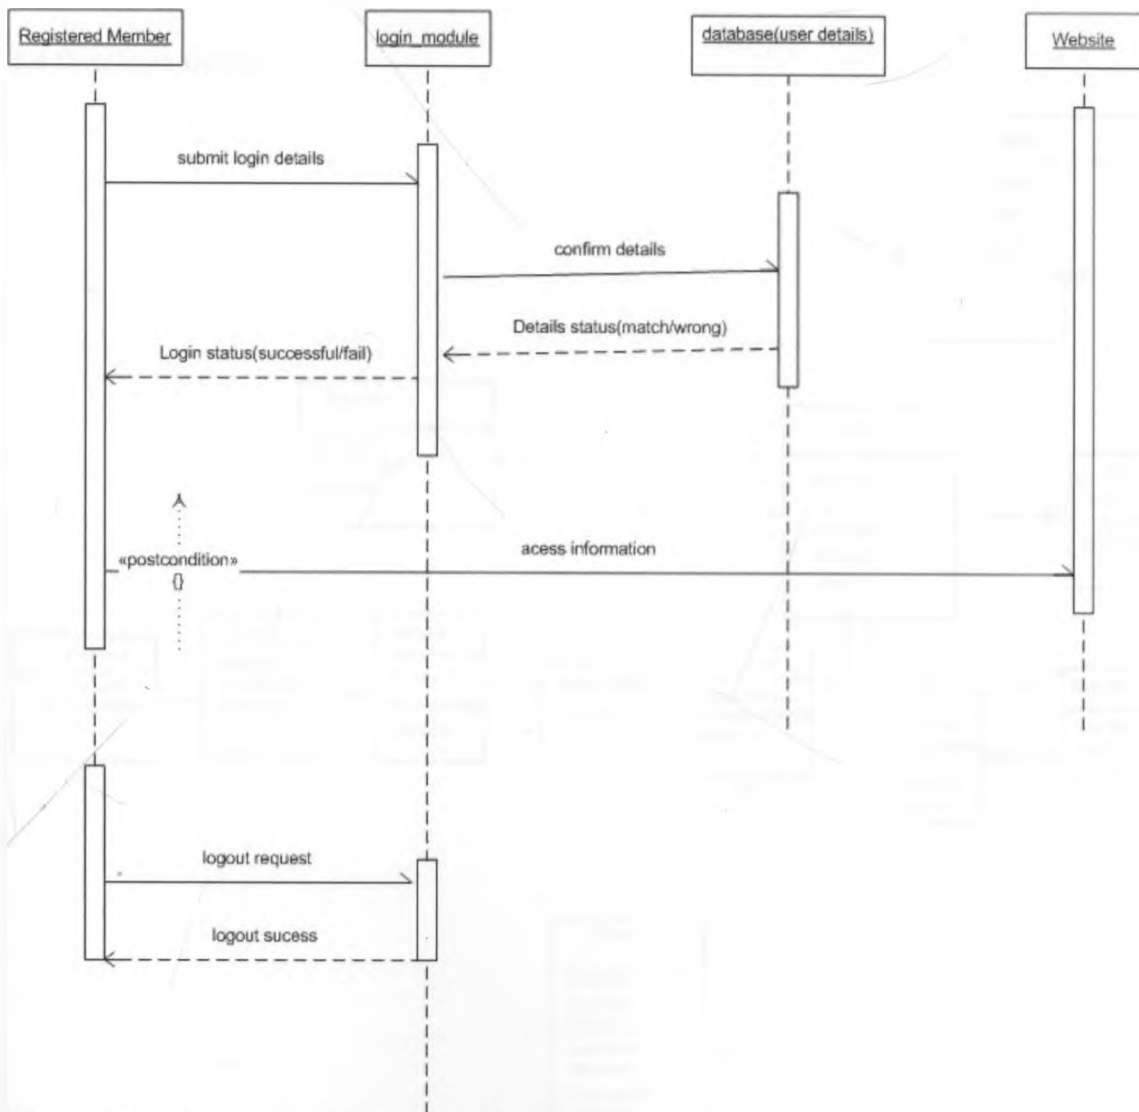 Registered Member
login_module
database(user details)
Website
submit login details
confirm details
Details status(match/wrong)
Login status(successful/fail)
acess information
«postcondition»
{}
logout request
logout sucess